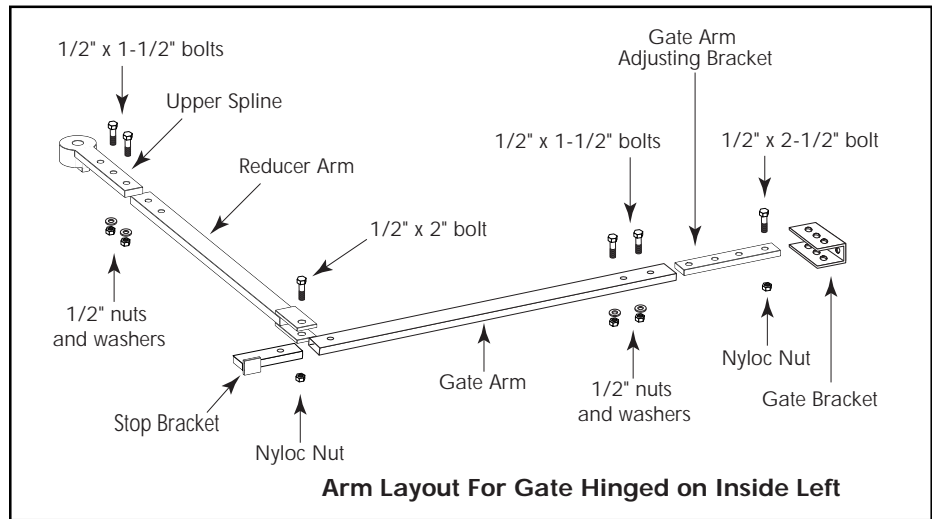 1/2" x 1-1/2" bolts
Upper Spline
Reducer Arm
1/2" x 2" bolt
1/2" nuts
and washers
Stop Bracket
Nyloc Nut
Gate Arm
Gate Arm
Adjusting Bracket
1/2" x 1-1/2" bolts
1/2" x 2-1/2" bolt
1/2" nuts
and washers
Nyloc Nut
Gate Bracket
Arm Layout For Gate Hinged on Inside Left